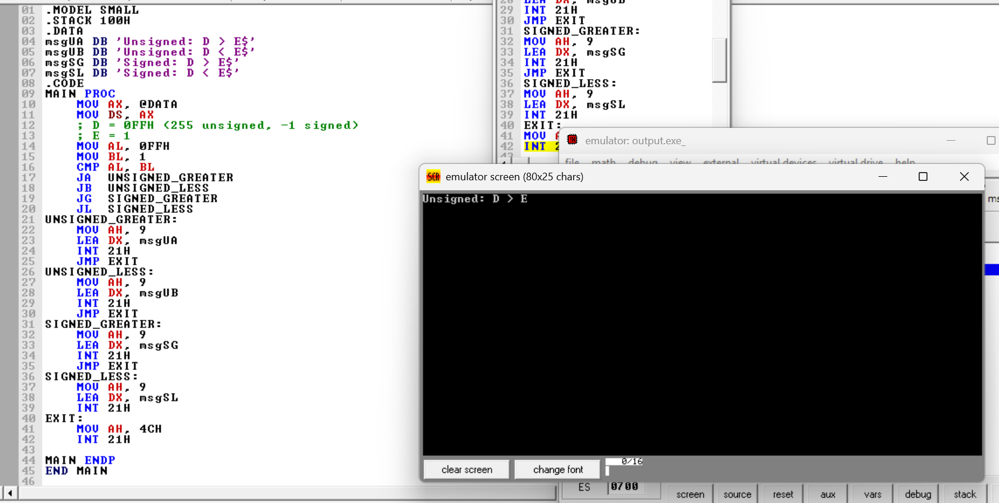 01 .MODEL SMALL
02 .STACK 100H
03 .DATA
04 msgUA DB 'Unsigned: D > E$'
05 msgUB DB 'Unsigned: D < E$'
06 msgSG DB 'Signed: D > E$'
07 msgSL DB 'Signed: D < E$'
08 .CODE
09 MAIN PROC
10 MOV AX, @DATA
11 MOV DS, AX
12 ; D = 0FFH (255 unsigned, -1 signed)
13 ; E = 1
14 MOV AL, 0FFH
15 MOV BL, 1
16 CMP AL, BL
17 JA UNSIGNED_GREATER
18 JB UNSIGNED_LESS
19 JG SIGNED_GREATER
20 JL SIGNED_LESS
21 UNSIGNED_GREATER:
22 MOV AH, 9
23 LEA DX, msgUA
24 INT 21H
25 JMP EXIT
26 UNSIGNED_LESS:
27 MOV AH, 9
28 LEA DX, msgUB
29 INT 21H
30 JMP EXIT
31 SIGNED_GREATER:
32 MOV AH, 9
33 LEA DX, msgSG
34 INT 21H
35 JMP EXIT
36 SIGNED_LESS:
37 MOV AH, 9
38 LEA DX, msgSL
39 INT 21H
40 EXIT:
41 MOV AH, 4CH
42 INT 21H
43
44 MAIN ENDP
45 END MAIN
46
28 LEA DX, msgUB
29 INT 21H
30 JMP EXIT
31 SIGNED_GREATER:
32 MOV AH, 9
33 LEA DX, msgSG
34 INT 21H
35 JMP EXIT
36 SIGNED_LESS:
37 MOV AH, 9
38 LEA DX, msgSL
39 INT 21H
40 EXIT:
41 MOV
42 INT 2
43
emulator: output.exe_
file math debug view external virtual devices virtual drive help
emulator screen (80x25 chars)
Unsigned: D > E
clear screen change font 0/16
ms
ES 0700
screen source reset aux vars debug stack